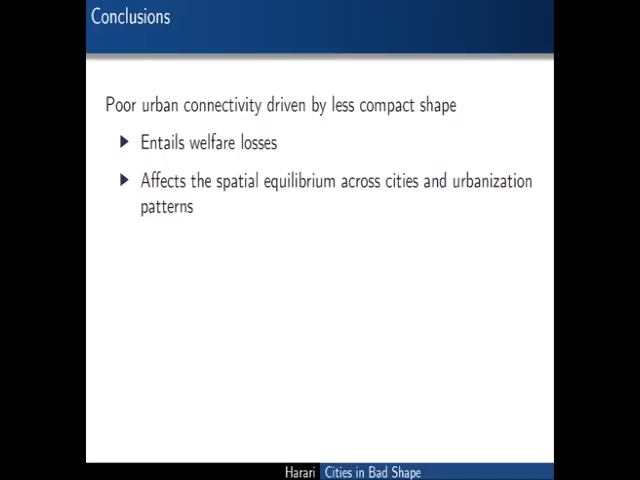 Conclusions
Poor urban connectivity driven by less compact shape
Entails welfare losses
Affects the spatial equilibrium across cities and urbanization
patterns
Harari Cities in Bad Shape